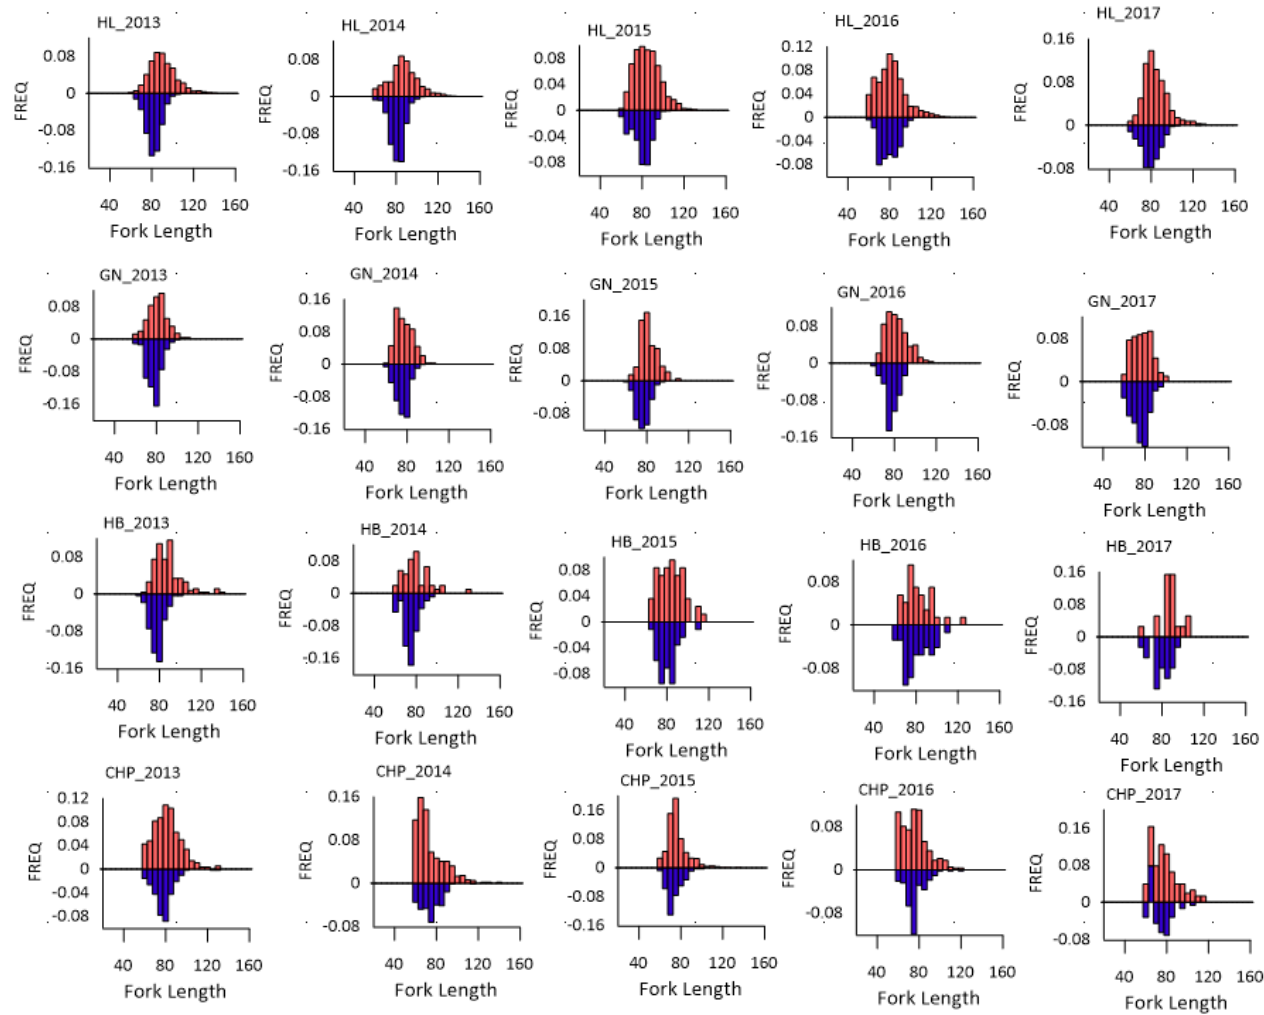 HL_2013
0.08
0
-0.08
-0.16
FREQ
40 80 120 160
Fork Length
HL_2014
0.08
0
-0.08
-0.16
FREQ
40 80 120 160
Fork Length
HL_2015
0.08
0.04
0
-0.04
-0.08
FREQ
40 80 120 160
Fork Length
HL_2016
0.12
0.08
0.04
0
-0.04
-0.08
FREQ
40 80 120 160
Fork Length
HL_2017
0.16
0.08
0
-0.08
FREQ
40 80 120 160
Fork Length
GN_2013
0.08
0
-0.08
-0.16
FREQ
40 80 120 160
Fork Length
GN_2014
0.16
0.08
0
-0.08
-0.16
FREQ
40 80 120 160
Fork Length
GN_2015
0.16
0.08
0
-0.08
FREQ
40 80 120 160
Fork Length
GN_2016
0.08
0
-0.08
-0.16
FREQ
40 80 120 160
Fork Length
GN_2017
0.08
0
-0.08
FREQ
40 80 120 160
Fork Length
HB_2013
0.08
0
-0.08
-0.16
FREQ
40 80 120 160
Fork Length
HB_2014
0.08
0
-0.08
-0.16
FREQ
40 80 120 160
Fork Length
HB_2015
0.08
0.04
0
-0.04
-0.08
FREQ
40 80 120 160
Fork Length
HB_2016
0.08
0
-0.08
FREQ
40 80 120 160
Fork Length
HB_2017
0.16
0.08
0
-0.08
-0.16
FREQ
40 80 120 160
Fork Length
CHP_2013
0.12
0.08
0.04
0
-0.04
-0.08
FREQ
40 80 120 160
Fork Length
CHP_2014
0.16
0.08
0
-0.08
FREQ
40 80 120 160
Fork Length
CHP_2015
0.16
0.08
0
-0.08
-0.16
FREQ
40 80 120 160
Fork Length
CHP_2016
0.08
0
-0.08
FREQ
40 80 120 160
Fork Length
CHP_2017
0.16
0.08
0
-0.08
FREQ
40 80 120 160
Fork Length